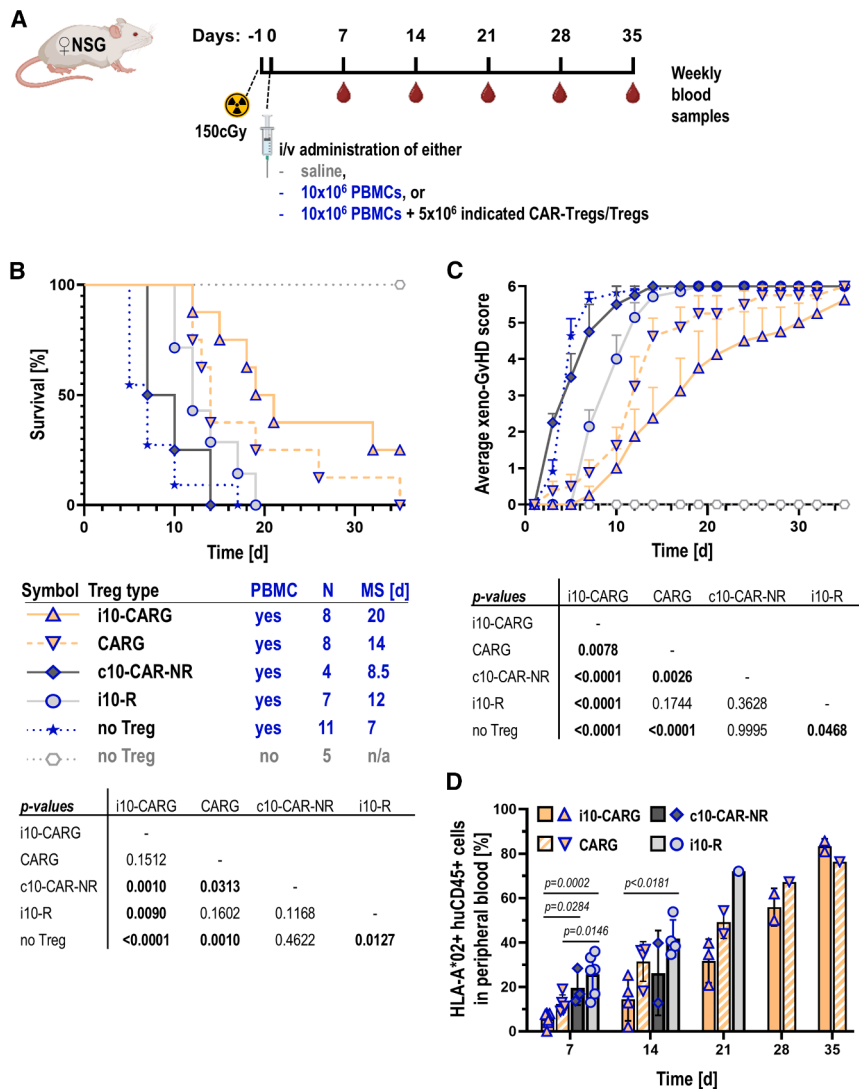 A
♀NSG
Days: -1 0 7 14 21 28 35
150cGy
Weekly
blood
samples
i/v administration of either
- saline,
- 10x10⁶ PBMCs, or
- 10x10⁶ PBMCs + 5x10⁶ indicated CAR-Tregs/Tregs
B
Survival [%]
100
50
0
0 10 20 30
Time [d]
Symbol Treg type PBMC N MS [d]
i10-CARG yes 8 20
CARG yes 8 14
c10-CAR-NR yes 4 8.5
i10-R yes 7 12
no Treg yes 11 7
no Treg no 5 n/a
p-values i10-CARG CARG c10-CAR-NR i10-R
i10-CARG -
CARG 0.1512 -
c10-CAR-NR 0.0010 0.0313 -
i10-R 0.0090 0.1602 0.1168 -
no Treg <0.0001 0.0010 0.4622 0.0127
C
Average xeno-GvHD score
6
5
4
3
2
1
0
0 10 20 30
Time [d]
p-values i10-CARG CARG c10-CAR-NR i10-R
i10-CARG -
CARG 0.0078 -
c10-CAR-NR <0.0001 0.0026 -
i10-R <0.0001 0.1744 0.3628 -
no Treg <0.0001 <0.0001 0.9995 0.0468
D
HLA-A*02+ huCD45+ cells
in peripheral blood [%]
100
80
60
40
20
0
i10-CARG c10-CAR-NR
CARG i10-R
p=0.0002
p=0.0284
p=0.0146
p<0.0181
7 14 21 28 35
Time [d]